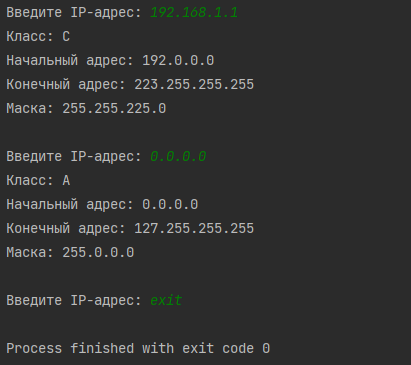 Введите IP-адрес: 192.168.1.1
Класс: C
Начальный адрес: 192.0.0.0
Конечный адрес: 223.255.255.255
Маска: 255.255.225.0
Введите IP-адрес: 0.0.0.0
Класс: A
Начальный адрес: 0.0.0.0
Конечный адрес: 127.255.255.255
Маска: 255.0.0.0
Введите IP-адрес: exit
Process finished with exit code 0